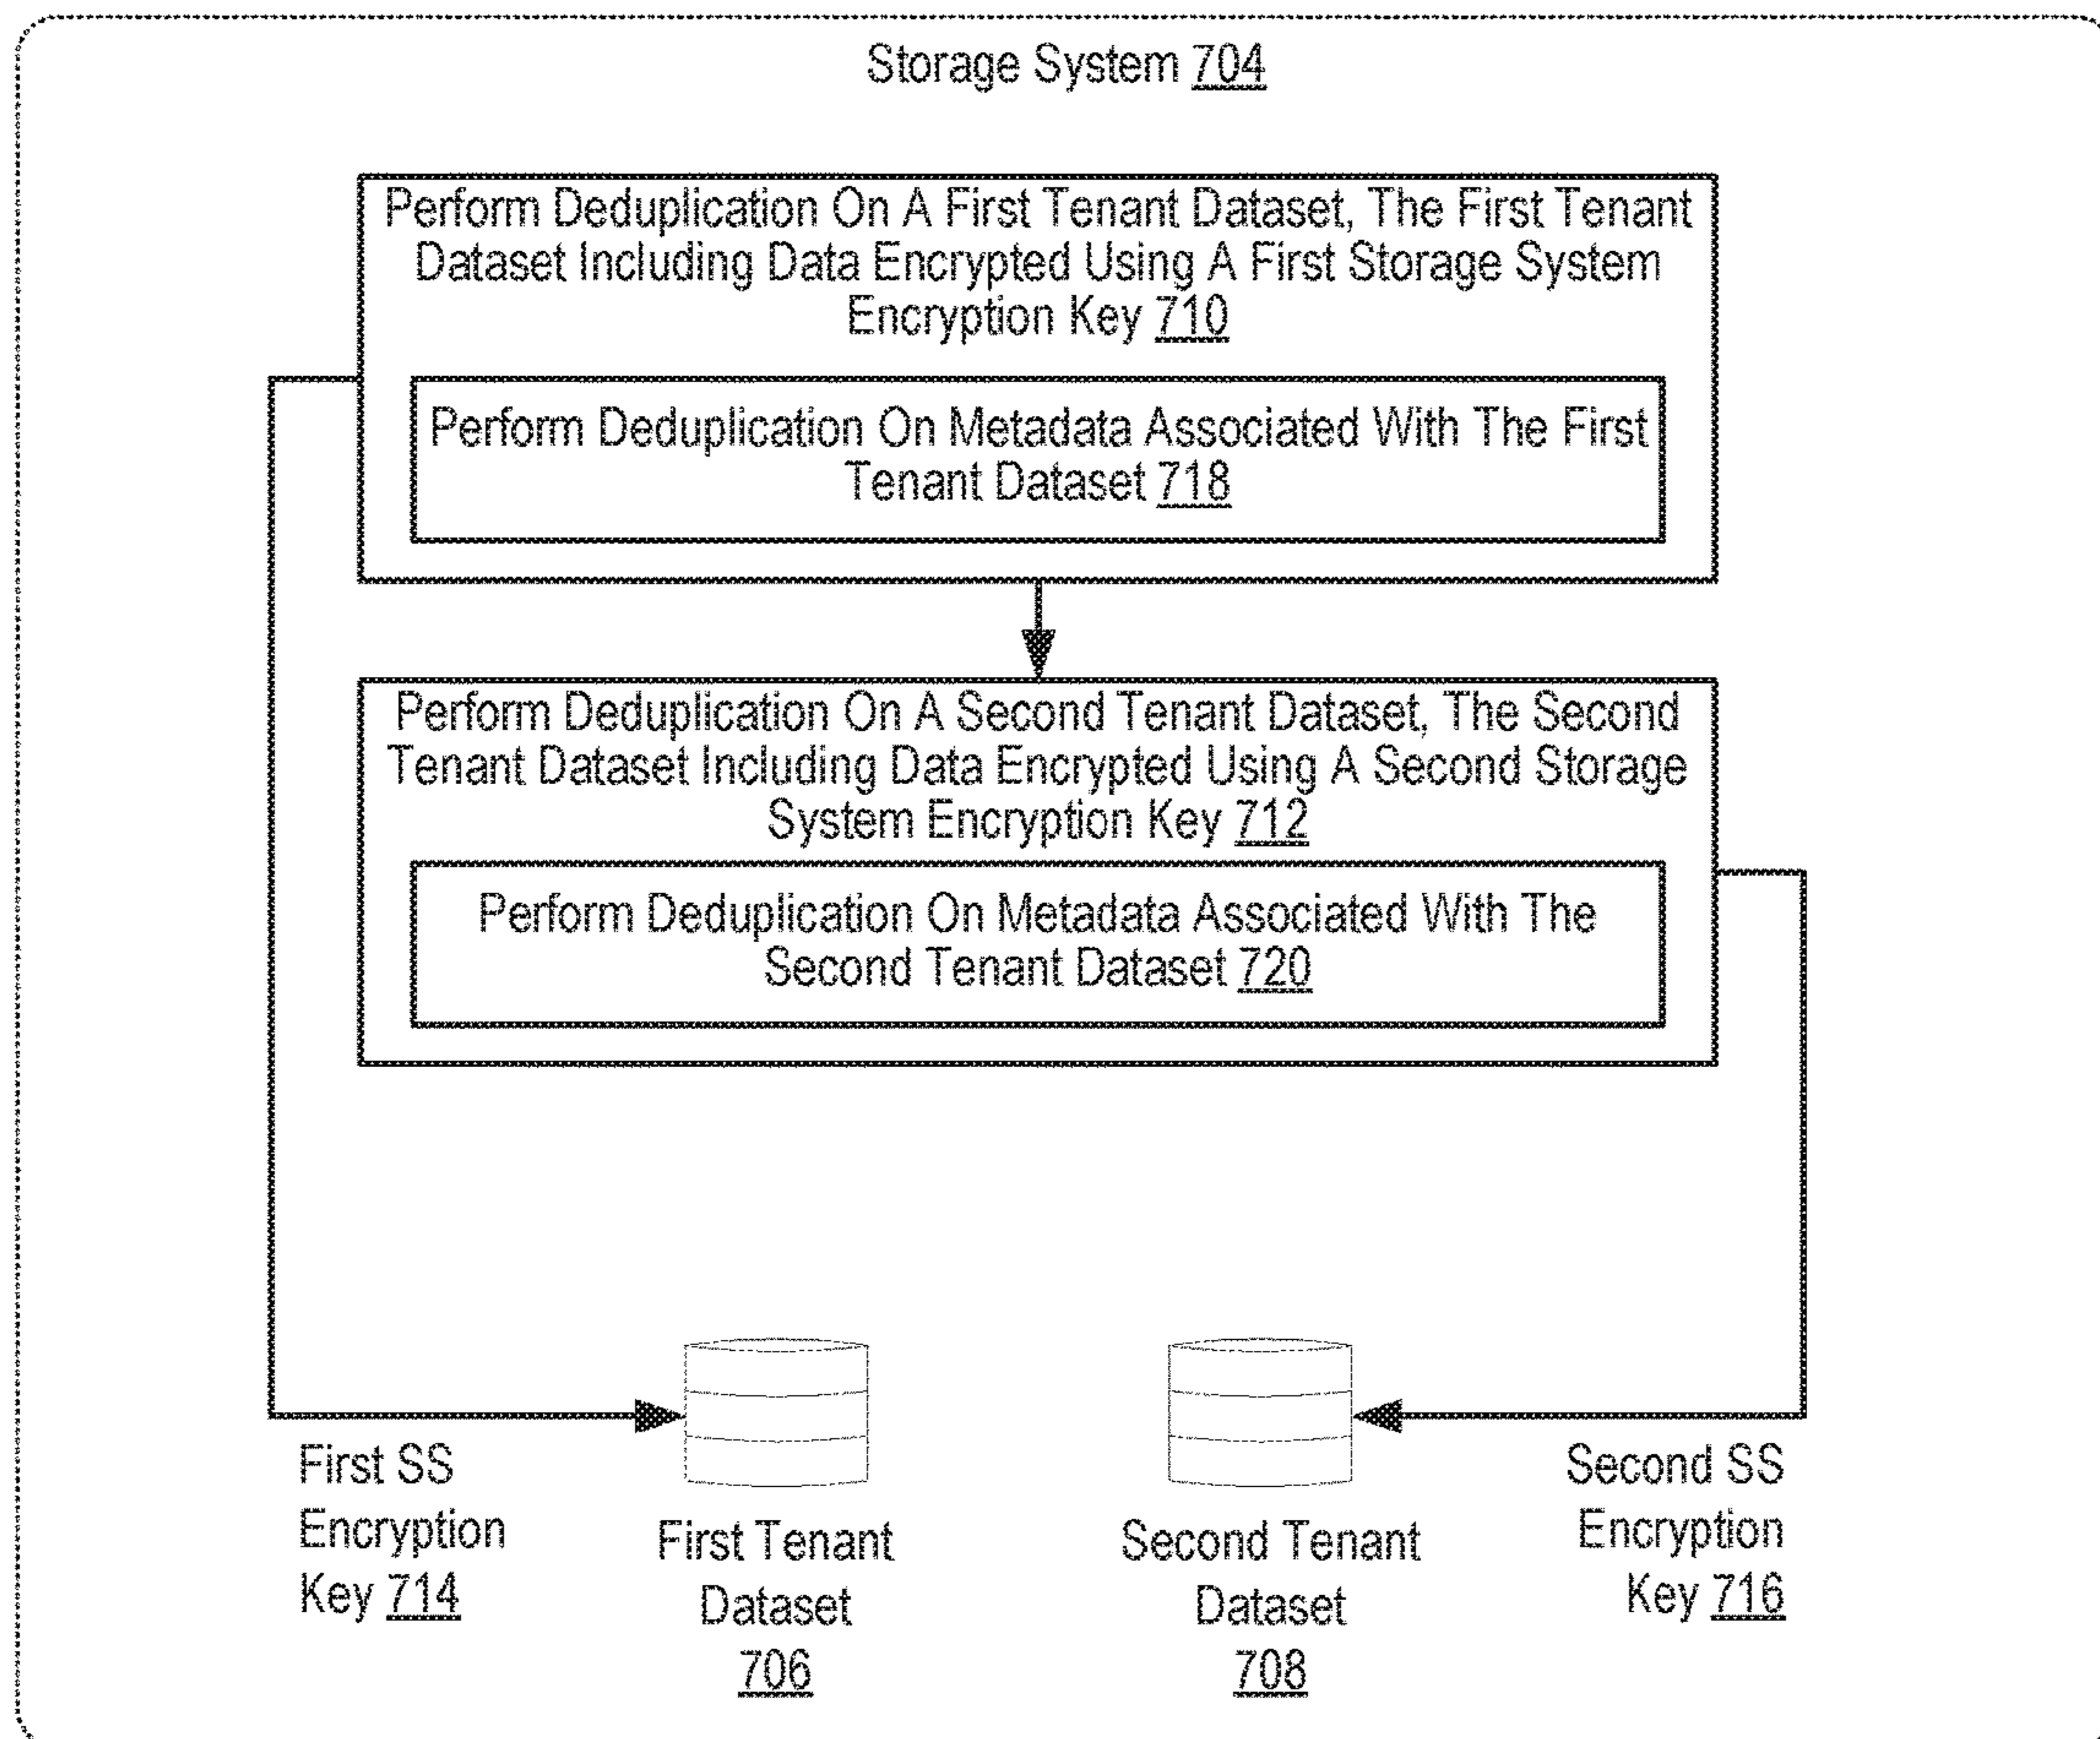 Storage System 704
Perform Deduplication On A First Tenant Dataset, The First Tenant
Dataset Including Data Encrypted Using A First Storage System
Encryption Key 710
Perform Deduplication On Metadata Associated With The First
Tenant Dataset 718
Perform Deduplication On A Second Tenant Dataset, The Second
Tenant Dataset Including Data Encrypted Using A Second Storage
System Encryption Key 712
Perform Deduplication On Metadata Associated With The
Second Tenant Dataset 720
First SS
Encryption
Key 714
First Tenant
Dataset
706
Second Tenant
Dataset
708
Second SS
Encryption
Key 716